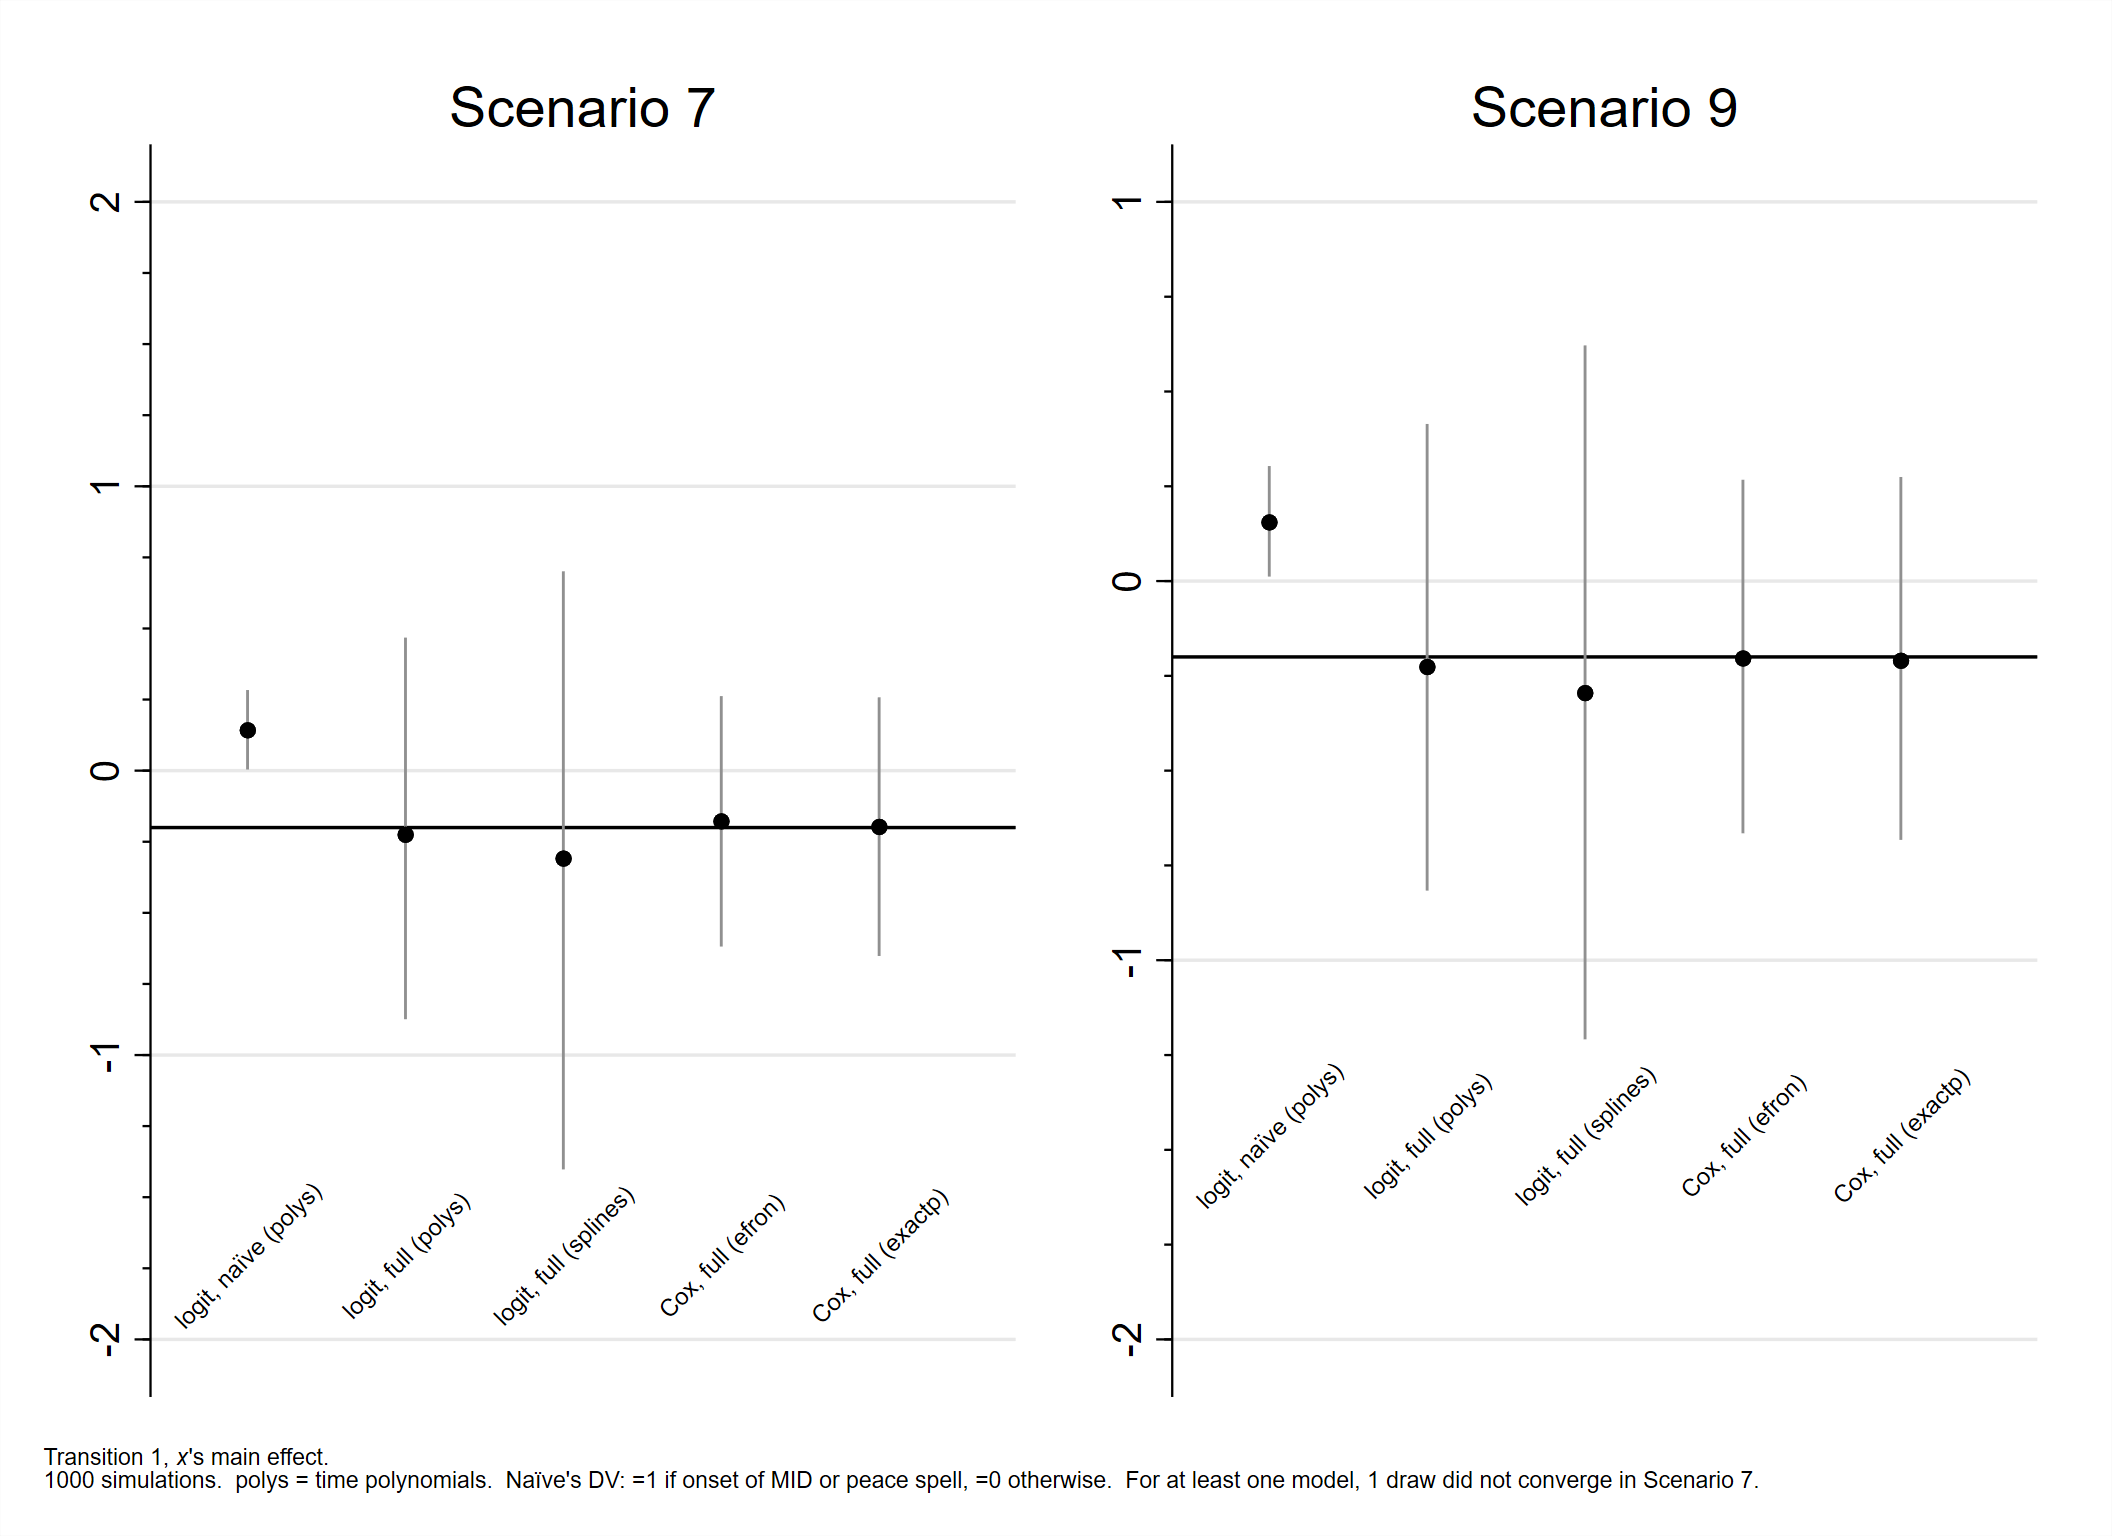 Scenario 7
2
1
0
-1
-2
logit, naïve (polys)
logit, full (polys)
logit, full (splines)
Cox, full (efron)
Cox, full (exactp)
Scenario 9
1
0
-1
-2
logit, naïve (polys)
logit, full (polys)
logit, full (splines)
Cox, full (efron)
Cox, full (exactp)
Transition 1, x's main effect.
1000 simulations.  polys = time polynomials.  Naïve's DV: =1 if onset of MID or peace spell, =0 otherwise.  For at least one model, 1 draw did not converge in Scenario 7.